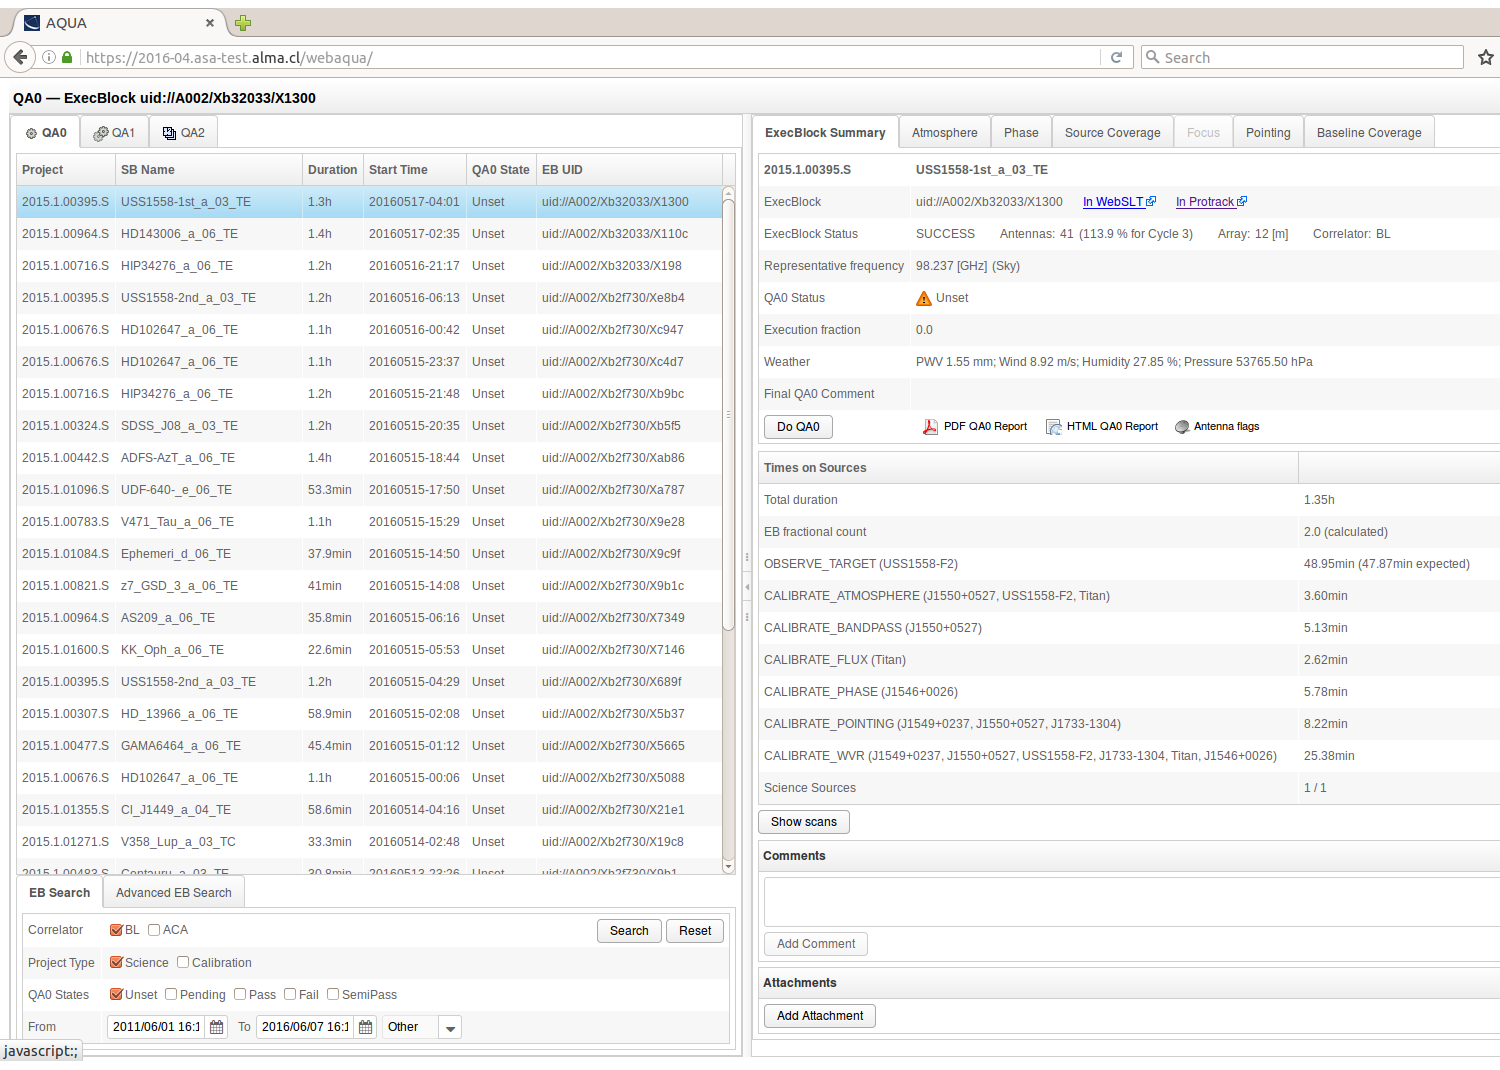 AQUA
https://2016-04.asa-test.alma.cl/webaqua/
Search
QA0 — ExecBlock uid://A002/Xb32033/X1300
QA0 QA1 QA2
Project SB Name Duration Start Time QA0 State EB UID
2015.1.00395.S USS1558-1st_a_03_TE 1.3h 20160517-04:01 Unset uid://A002/Xb32033/X1300
2015.1.00964.S HD143006_a_06_TE 1.4h 20160517-02:35 Unset uid://A002/Xb32033/X110c
2015.1.00716.S HIP34276_a_06_TE 1.2h 20160516-21:17 Unset uid://A002/Xb32033/X198
2015.1.00395.S USS1558-2nd_a_03_TE 1.2h 20160516-06:13 Unset uid://A002/Xb2f730/Xe8b4
2015.1.00676.S HD102647_a_06_TE 1.1h 20160516-00:42 Unset uid://A002/Xb2f730/Xc947
2015.1.00676.S HD102647_a_06_TE 1.1h 20160515-23:37 Unset uid://A002/Xb2f730/Xc4d7
2015.1.00716.S HIP34276_a_06_TE 1.2h 20160515-21:48 Unset uid://A002/Xb2f730/Xb9bc
2015.1.00324.S SDSS_J08_a_03_TE 1.2h 20160515-20:35 Unset uid://A002/Xb2f730/Xb5f5
2015.1.00442.S ADFS-AzT_a_06_TE 1.4h 20160515-18:44 Unset uid://A002/Xb2f730/Xab86
2015.1.01096.S UDF-640-_e_06_TE 53.3min 20160515-17:50 Unset uid://A002/Xb2f730/Xa787
2015.1.00783.S V471_Tau_a_06_TE 1.1h 20160515-15:29 Unset uid://A002/Xb2f730/X9e28
2015.1.01084.S Ephemeri_d_06_TE 37.9min 20160515-14:50 Unset uid://A002/Xb2f730/X9c9f
2015.1.00821.S z7_GSD_3_a_06_TE 41min 20160515-14:08 Unset uid://A002/Xb2f730/X9b1c
2015.1.00964.S AS209_a_06_TE 35.8min 20160515-06:16 Unset uid://A002/Xb2f730/X7349
2015.1.01600.S KK_Oph_a_06_TE 22.6min 20160515-05:53 Unset uid://A002/Xb2f730/X7146
2015.1.00395.S USS1558-2nd_a_03_TE 1.2h 20160515-04:29 Unset uid://A002/Xb2f730/X689f
2015.1.00307.S HD_13966_a_06_TE 58.9min 20160515-02:08 Unset uid://A002/Xb2f730/X5b37
2015.1.00477.S GAMA6464_a_06_TE 45.4min 20160515-01:12 Unset uid://A002/Xb2f730/X5665
2015.1.00676.S HD102647_a_06_TE 1.1h 20160515-00:06 Unset uid://A002/Xb2f730/X5088
2015.1.01355.S CI_J1449_a_04_TE 58.6min 20160514-04:16 Unset uid://A002/Xb2f730/X21e1
2015.1.01271.S V358_Lup_a_03_TC 33.3min 20160514-02:48 Unset uid://A002/Xb2f730/X19c8
2015.1.00483.S Centauru_a_03_TE 30.8min 20160513-23:26 Unset uid://A002/Xb2f730/X9b1
EB Search Advanced EB Search
Correlator BL ACA Search Reset
Project Type Science Calibration
QA0 States Unset Pending Pass Fail SemiPass
From 2011/06/01 16:1 To 2016/06/07 16:1 Other
javascript:;
ExecBlock Summary Atmosphere Phase Source Coverage Focus Pointing Baseline Coverage
2015.1.00395.S USS1558-1st_a_03_TE
ExecBlock uid://A002/Xb32033/X1300 In WebSLT In Protrack
ExecBlock Status SUCCESS Antennas: 41 (113.9 % for Cycle 3) Array: 12 [m] Correlator: BL
Representative frequency 98.237 [GHz] (Sky)
QA0 Status Unset
Execution fraction 0.0
Weather PWV 1.55 mm; Wind 8.92 m/s; Humidity 27.85 %; Pressure 53765.50 hPa
Final QA0 Comment
Do QA0 PDF QA0 Report HTML QA0 Report Antenna flags
Times on Sources
Total duration 1.35h
EB fractional count 2.0 (calculated)
OBSERVE_TARGET (USS1558-F2) 48.95min (47.87min expected)
CALIBRATE_ATMOSPHERE (J1550+0527, USS1558-F2, Titan) 3.60min
CALIBRATE_BANDPASS (J1550+0527) 5.13min
CALIBRATE_FLUX (Titan) 2.62min
CALIBRATE_PHASE (J1546+0026) 5.78min
CALIBRATE_POINTING (J1549+0237, J1550+0527, J1733-1304) 8.22min
CALIBRATE_WVR (J1549+0237, J1550+0527, USS1558-F2, J1733-1304, Titan, J1546+0026) 25.38min
Science Sources 1 / 1
Show scans
Comments
Add Comment
Attachments
Add Attachment